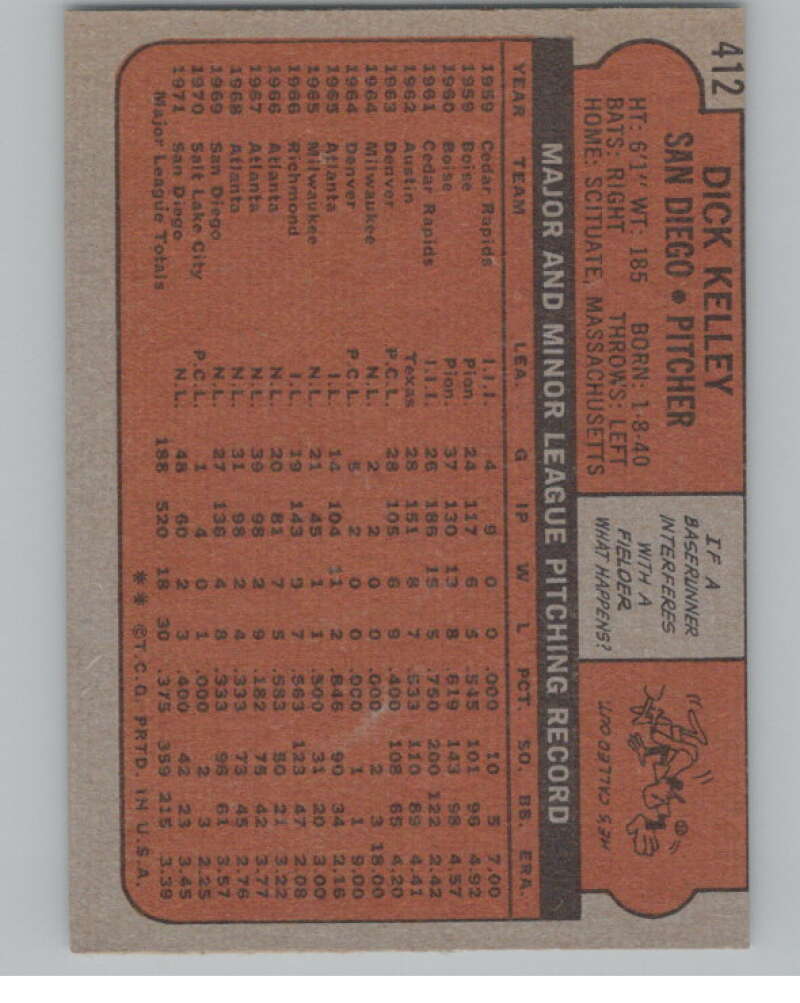 412
DICK KELLEY
SAN DIEGO • PITCHER
HT: 6'1" WT: 185 BORN: 1-8-40
BATS: RIGHT THROWS: LEFT
HOME: SCITUATE, MASSACHUSETTS
IF A
BASERUNNER
INTERFERES
WITH A
FIELDER
WHAT HAPPENS?
HE'S CALLED OUT
MAJOR AND MINOR LEAGUE PITCHING RECORD
YEAR TEAM LEA. G IP W L PCT. SO. BB. ERA.
1959 Cedar Rapids I.I.I. 4 9 0 0 .000 10 5 7.00
1959 Boise Pion. 24 117 6 5 .545 101 96 4.92
1960 Boise Pion. 37 130 13 8 .619 143 98 4.57
1961 Cedar Rapids I.I.I. 26 186 15 5 .750 200 122 2.42
1962 Austin Texas 28 151 8 7 .533 110 89 4.41
1963 Denver P.C.L. 28 105 6 9 .400 108 65 4.20
1964 Milwaukee N.L. 2 2 0 0 .000 2 3 18.00
1964 Denver P.C.L. 5 2 0 0 .000 1 1 9.00
1965 Atlanta I.L. 14 104 11 2 .846 90 34 2.16
1965 Milwaukee N.L. 21 45 1 1 .500 31 20 3.00
1966 Richmond I.L. 19 143 9 7 .563 123 47 2.08
1966 Atlanta N.L. 20 81 7 5 .583 50 21 3.22
1967 Atlanta N.L. 39 98 2 9 .182 75 42 3.77
1968 Atlanta N.L. 31 98 2 4 .333 73 45 2.76
1969 San Diego N.L. 27 136 4 8 .333 96 61 3.57
1970 Salt Lake City P.C.L. 1 4 0 1 .000 2 3 2.25
1971 San Diego N.L. 48 60 2 3 .400 42 23 3.45
Major League Totals 188 520 18 30 .375 359 215 3.39
** ©T.C.G. PRTD. IN U.S.A.